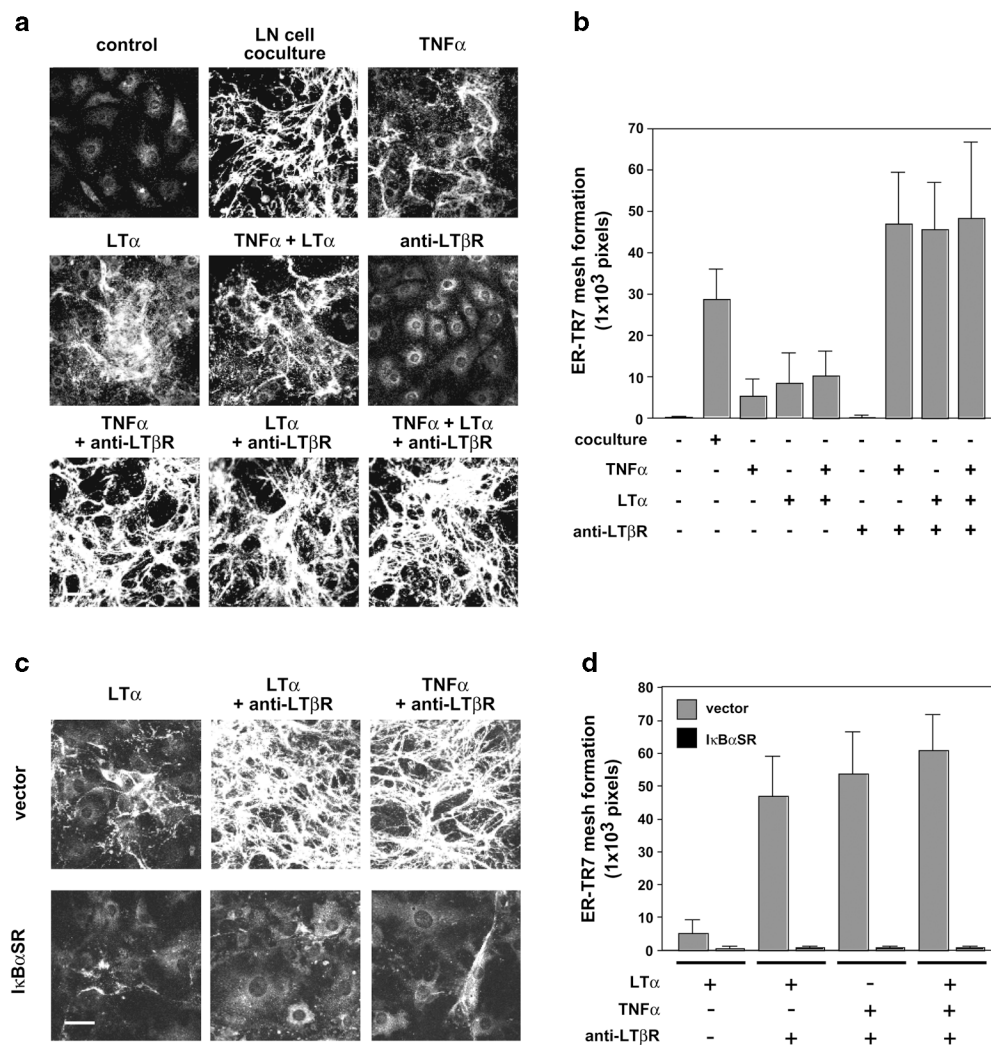 a
control
LN cell
coculture
TNFα
LTα
TNFα + LTα
anti-LTβR
TNFα
+ anti-LTβR
LTα
+ anti-LTβR
TNFα + LTα
+ anti-LTβR
b
ER-TR7 mesh formation
(1x10³ pixels)
70
60
50
40
30
20
10
0
coculture - + - - - - - - -
TNFα - - + - + - + - +
LTα - - - + + - - + +
anti-LTβR - - - - - - + + + +
c
LTα
LTα
+ anti-LTβR
TNFα
+ anti-LTβR
vector
IκBαSR
d
ER-TR7 mesh formation
(1x10³ pixels)
80
70
60
50
40
30
20
10
0
vector
IκBαSR
LTα + + - +
TNFα - - + +
anti-LTβR - + + +